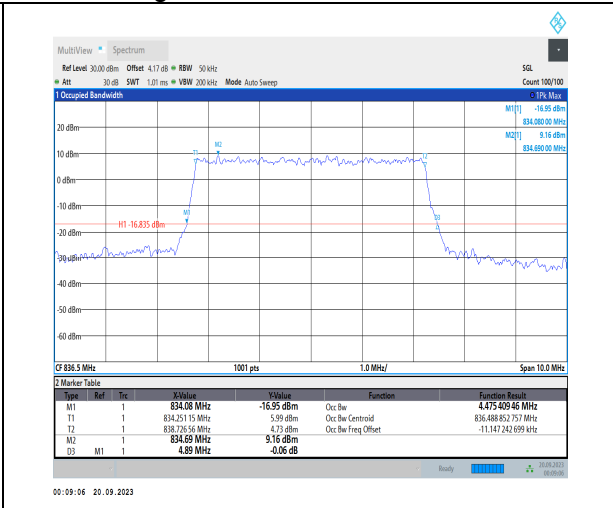 MultiView Spectrum
Ref Level 30.00 dBm Offset 4.17 dB RBW 50 kHz SGL
Att 30 dB SWT 1.01 ms VBW 200 kHz Mode Auto Sweep Count 100/100
1 Occupied Bandwidth 1Pk Max
M1[1] -16.95 dBm
834.080 00 MHz
M2[1] 9.16 dBm
834.690 00 MHz
20 dBm
10 dBm
0 dBm
-10 dBm
-20 dBm
-30 dBm
-40 dBm
-50 dBm
-60 dBm
T1
M2
T2
M1
D3
H1 -16.835 dBm
CF 836.5 MHz 1001 pts 1.0 MHz/ Span 10.0 MHz
2 Marker Table
Type Ref Trc X-Value Y-Value Function Function Result
M1 1 834.08 MHz -16.95 dBm Occ Bw 4.475 409 46 MHz
T1 1 834.251 15 MHz 5.99 dBm Occ Bw Centroid 836.488 852 757 MHz
T2 1 838.726 56 MHz 4.73 dBm Occ Bw Freq Offset -11.147 242 699 kHz
M2 1 834.69 MHz 9.16 dBm
D3 M1 1 4.89 MHz -0.06 dB
Ready 20.09.2023
00:09:06
00:09:06 20.09.2023